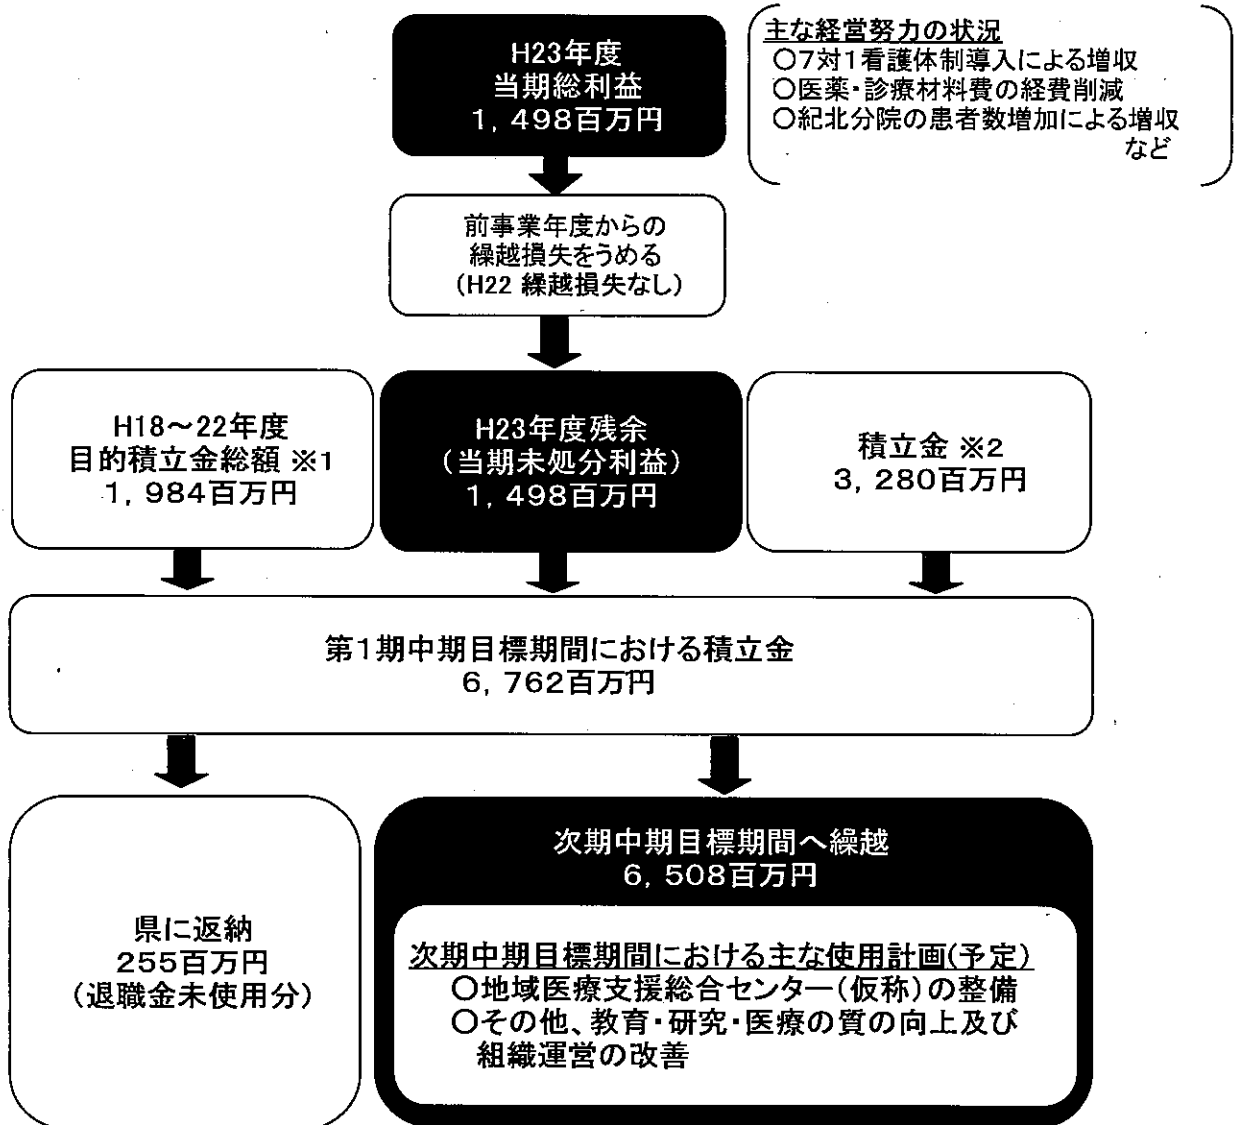 H23年度
当期総利益
1,498百万円
主な経営努力の状況
○7対1看護体制導入による増収
○医薬・診療材料費の経費削減
○紀北分院の患者数増加による増収
など
前事業年度からの
繰越損失をうめる
(H22 繰越損失なし)
H18～22年度
目的積立金総額 ※1
1,984百万円
H23年度残余
(当期未処分利益)
1,498百万円
積立金 ※2
3,280百万円
第1期中期目標期間における積立金
6,762百万円
県に返納
255百万円
(退職金未使用分)
次期中期目標期間へ繰越
6,508百万円
次期中期目標期間における主な使用計画(予定)
○地域医療支援総合センター(仮称)の整備
○その他、教育・研究・医療の質の向上及び
組織運営の改善